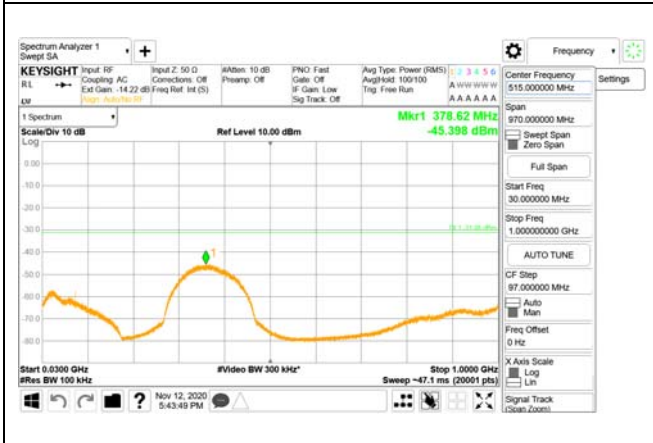 Spectrum Analyzer 1
Swept SA
+
Frequency
KEYSIGHT
Input: RF
Coupling: AC
Ext Gain: -14.22 dB
Align: Auto/No RF
RL
Input Z: 50 Ω
Corrections: Off
Freq Ref: Int (S)
#Atten: 10 dB
Preamp: Off
PNO: Fast
Gate: Off
IF Gain: Low
Sig Track: Off
Avg Type: Power (RMS)
Avg|Hold: 100/100
Trig: Free Run
1 2 3 4 5 6
A W W W W W
A A A A A A
1 Spectrum
Scale/Div 10 dB
Ref Level 10.00 dBm
Mkr1 378.62 MHz
-45.398 dBm
Log
0.00
-10.0
-20.0
-30.0
-40.0
-50.0
-60.0
-70.0
-80.0
1
Start 0.0300 GHz
#Video BW 300 kHz*
Stop 1.0000 GHz
#Res BW 100 kHz
Sweep ~47.1 ms (20001 pts)
?
Nov 12, 2020
5:43:49 PM
Center Frequency
515.000000 MHz
Settings
Span
970.000000 MHz
Swept Span
Zero Span
Full Span
Start Freq
30.000000 MHz
Stop Freq
1.000000000 GHz
AUTO TUNE
CF Step
97.000000 MHz
Auto
Man
Freq Offset
0 Hz
X Axis Scale
Log
Lin
Signal Track
(Span Zoom)